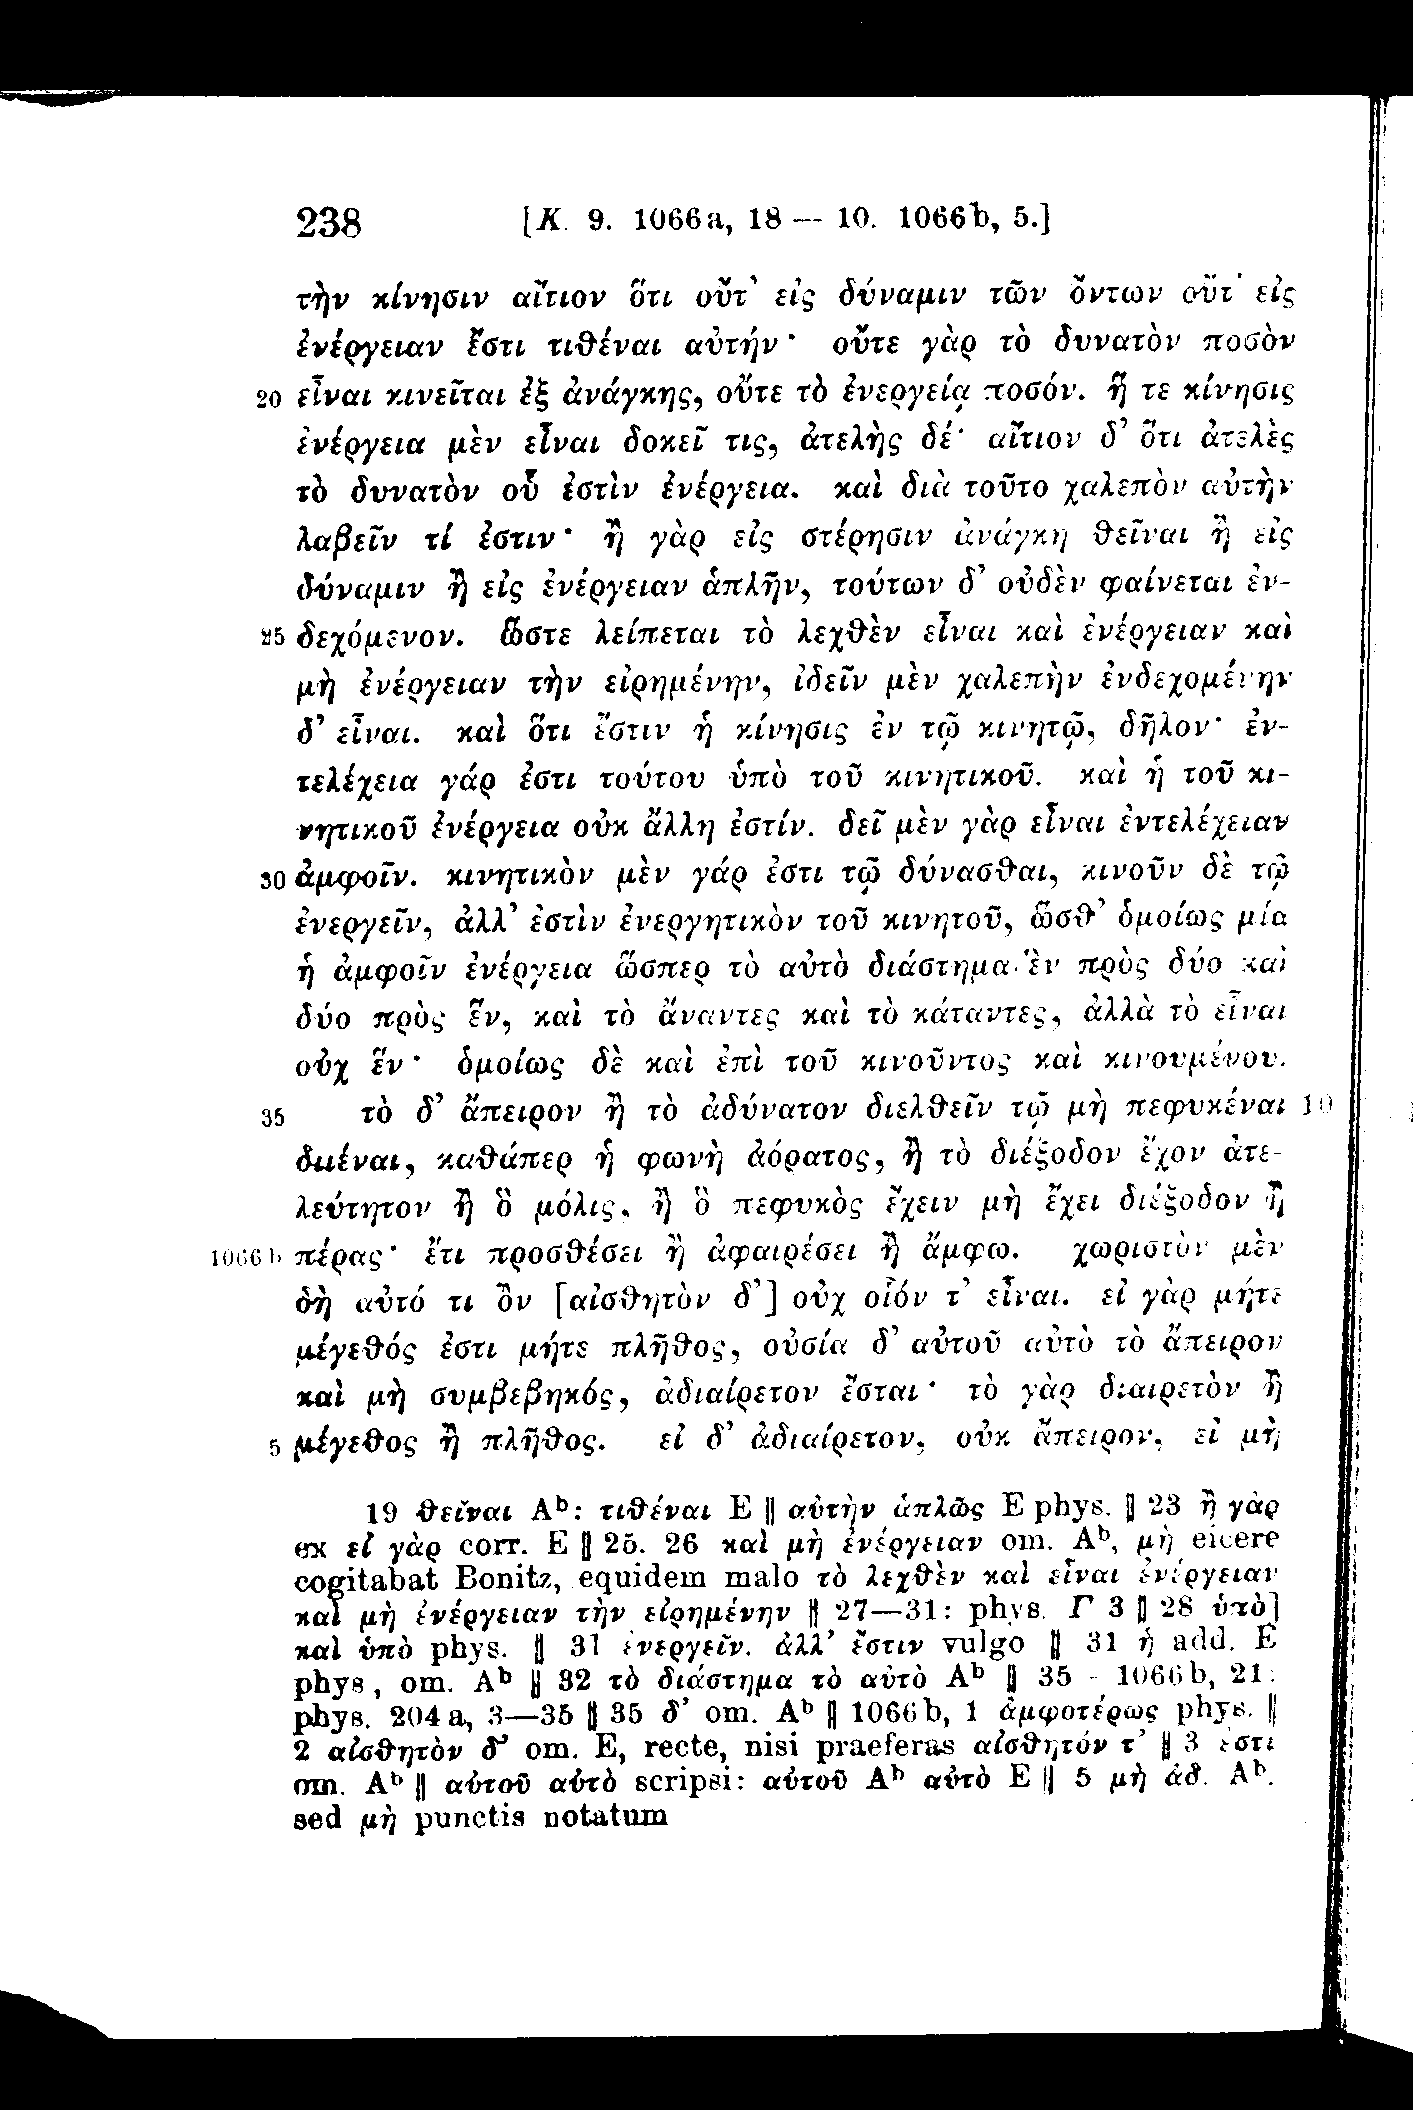 238 [K. 9. 1066a, 18 — 10. 1066b, 5.]
τὴν κίνησιν αἴτιον ὅτι οὔτ᾽ εἰς δύναμιν τῶν ὄντων οὔτ᾽ εἰς
ἐνέργειαν ἔστι τιθέναι αὐτήν· οὔτε γὰρ τὸ δυνατὸν ποσὸν
20 εἶναι κινεῖται ἐξ ἀνάγκης, οὔτε τὸ ἐνεργείᾳ ποσόν. ἥ τε κίνησις
ἐνέργεια μὲν εἶναι δοκεῖ τις, ἀτελὴς δέ· αἴτιον δ᾽ ὅτι ἀτελὲς
τὸ δυνατὸν οὗ ἐστὶν ἐνέργεια. καὶ διὰ τοῦτο χαλεπὸν αὐτὴν
λαβεῖν τί ἐστιν· ἢ γὰρ εἰς στέρησιν ἀνάγκη θεῖναι ἢ εἰς
δύναμιν ἢ εἰς ἐνέργειαν ἁπλῆν, τούτων δ᾽ οὐδὲν φαίνεται ἐν-
25 δεχόμενον. ὥστε λείπεται τὸ λεχθὲν εἶναι καὶ ἐνέργειαν καὶ
μὴ ἐνέργειαν τὴν εἰρημένην, ἰδεῖν μὲν χαλεπὴν ἐνδεχομένην
δ᾽ εἶναι. καὶ ὅτι ἔστιν ἡ κίνησις ἐν τῷ κινητῷ, δῆλον· ἐν-
τελέχεια γάρ ἐστι τούτου ὑπὸ τοῦ κινητικοῦ. καὶ ἡ τοῦ κι-
νητικοῦ ἐνέργεια οὐκ ἄλλη ἐστίν. δεῖ μὲν γὰρ εἶναι ἐντελέχειαν
30 ἀμφοῖν. κινητικὸν μὲν γάρ ἐστι τῷ δύνασθαι, κινοῦν δὲ τῷ
ἐνεργεῖν, ἀλλ᾽ ἐστὶν ἐνεργητικὸν τοῦ κινητοῦ, ὥσθ᾽ ὁμοίως μία
ἡ ἀμφοῖν ἐνέργεια ὥσπερ τὸ αὐτὸ διάστημα ἓν πρὸς δύο καὶ
δύο πρὸς ἕν, καὶ τὸ ἄναντες καὶ τὸ κάταντες, ἀλλὰ τὸ εἶναι
οὐχ ἕν· ὁμοίως δὲ καὶ ἐπὶ τοῦ κινοῦντος καὶ κινουμένου.
35 τὸ δ᾽ ἄπειρον ἢ τὸ ἀδύνατον διελθεῖν τῷ μὴ πεφυκέναι 10
διιέναι, καθάπερ ἡ φωνὴ ἀόρατος, ἢ τὸ διέξοδον ἔχον ἀτε-
λεύτητον ἢ ὃ μόλις, ἢ ὃ πεφυκὸς ἔχειν μὴ ἔχει διέξοδον ἢ
1066b πέρας· ἔτι προσθέσει ἢ ἀφαιρέσει ἢ ἄμφω. χωριστὸν μὲν
δὴ αὐτό τι ὂν [αἰσθητὸν δ᾽] οὐχ οἷόν τ᾽ εἶναι. εἰ γὰρ μήτε
μέγεθός ἐστι μήτε πλῆθος, οὐσία δ᾽ αὐτοῦ αὐτὸ τὸ ἄπειρον
καὶ μὴ συμβεβηκός, ἀδιαίρετον ἔσται· τὸ γὰρ διαιρετὸν ἢ
5 μέγεθος ἢ πλῆθος. εἰ δ᾽ ἀδιαίρετον, οὐκ ἄπειρον, εἰ μὴ
19 θεῖναι Aᵇ: τιθέναι E || αὐτὴν ἁπλῶς E phys. || 23 ἢ γὰρ
ex εἰ γὰρ corr. E || 25. 26 καὶ μὴ ἐνέργειαν om. Aᵇ, μὴ eicere
cogitabat Bonitz, equidem malo τὸ λεχθὲν καὶ εἶναι ἐνέργειαν
καὶ μὴ ἐνέργειαν τὴν εἰρημένην || 27—31: phys. Γ 3 || 28 ὑπὸ]
καὶ ὑπὸ phys. || 31 ἐνεργεῖν. ἀλλ᾽ ἔστιν vulgo || 31 ἡ add. E
phys, om. Aᵇ || 32 τὸ διάστημα τὸ αὐτὸ Aᵇ || 35 - 1066b, 21:
phys. 204a, 3—35 || 35 δ᾽ om. Aᵇ || 1066b, 1 ἀμφοτέρως phys. ||
2 αἰσθητὸν δ᾽ om. E, recte, nisi praeferas αἰσθητόν τ᾽ || 3 ἐστι
om. Aᵇ || αὑτοῦ αὐτὸ scripsi: αὐτοῦ Aᵇ αὐτὸ E || 5 μὴ ἀδ. Aᵇ.
sed μὴ punctis notatum